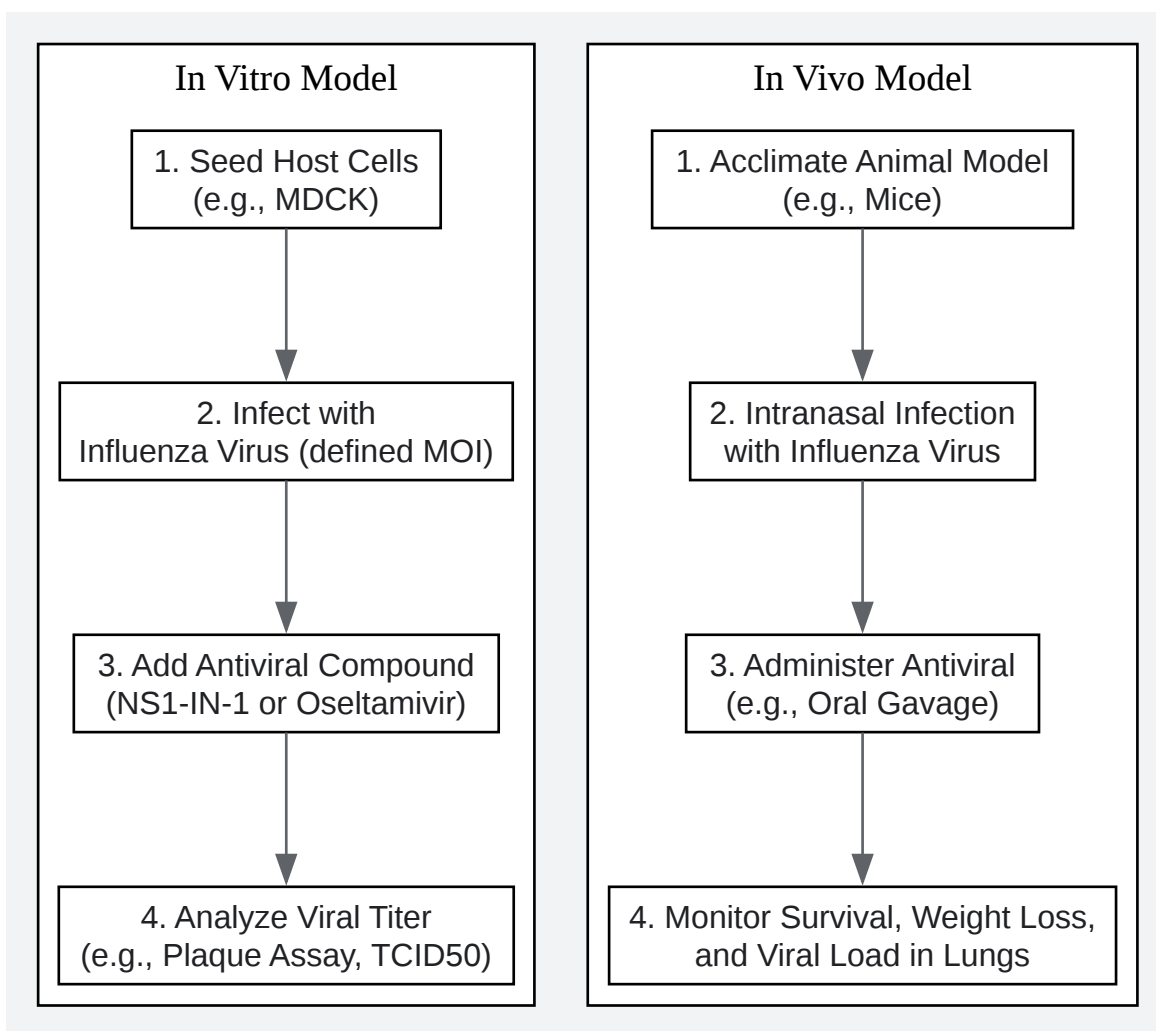 In Vitro Model
1. Seed Host Cells
(e.g., MDCK)
2. Infect with
Influenza Virus (defined MOI)
3. Add Antiviral Compound
(NS1-IN-1 or Oseltamivir)
4. Analyze Viral Titer
(e.g., Plaque Assay, TCID50)
In Vivo Model
1. Acclimate Animal Model
(e.g., Mice)
2. Intranasal Infection
with Influenza Virus
3. Administer Antiviral
(e.g., Oral Gavage)
4. Monitor Survival, Weight Loss,
and Viral Load in Lungs